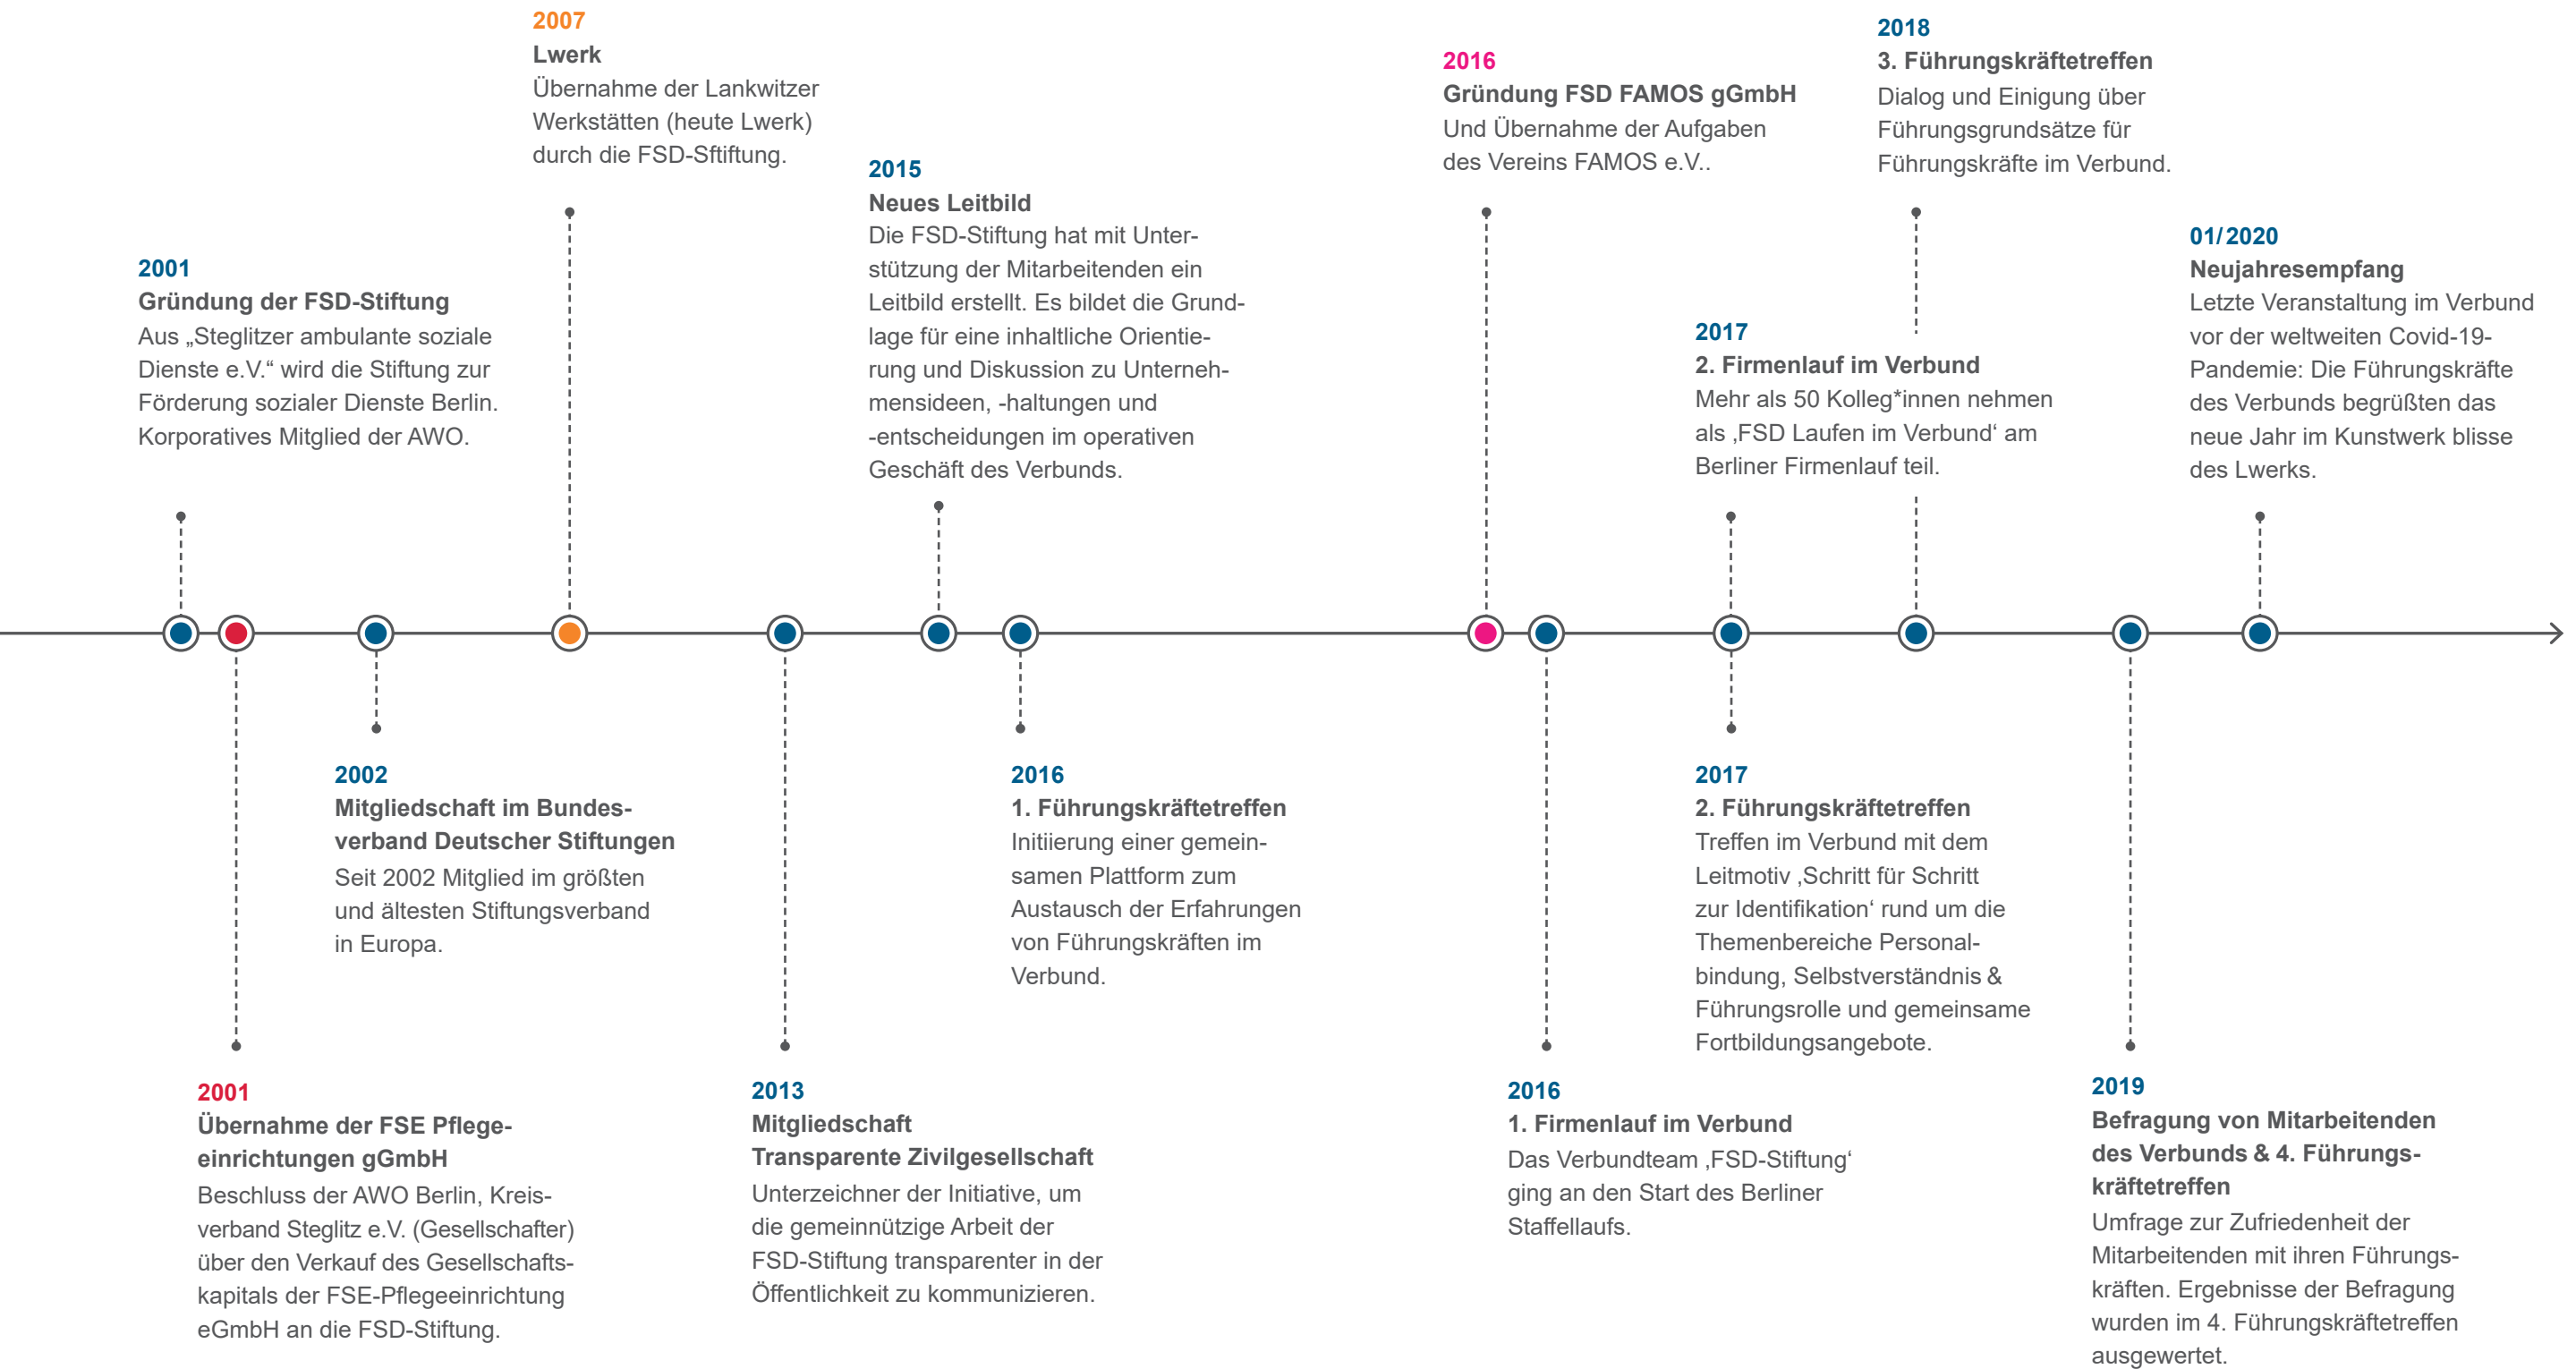 2007
Lwerk
Übernahme der Lankwitzer
Werkstätten (heute Lwerk)
durch die FSD-Sftiftung.
2018
3. Führungskräftetreffen
Dialog und Einigung über
Führungsgrundsätze für
Führungskräfte im Verbund.
2016
Gründung FSD FAMOS gGmbH
Und Übernahme der Aufgaben
des Vereins FAMOS e.V..
2015
Neues Leitbild
Die FSD-Stiftung hat mit Unter-
stützung der Mitarbeitenden ein
Leitbild erstellt. Es bildet die Grund-
lage für eine inhaltliche Orientie-
rung und Diskussion zu Unterneh-
mensideen, -haltungen und
-entscheidungen im operativen
Geschäft des Verbunds.
01/2020
Neujahresempfang
Letzte Veranstaltung im Verbund
vor der weltweiten Covid-19-
Pandemie: Die Führungskräfte
des Verbunds begrüßten das
neue Jahr im Kunstwerk blisse
des Lwerks.
2001
Gründung der FSD-Stiftung
Aus „Steglitzer ambulante soziale
Dienste e.V.“ wird die Stiftung zur
Förderung sozialer Dienste Berlin.
Korporatives Mitglied der AWO.
2017
2. Firmenlauf im Verbund
Mehr als 50 Kolleg*innen nehmen
als ‚FSD Laufen im Verbund‘ am
Berliner Firmenlauf teil.
2002
Mitgliedschaft im Bundes-
verband Deutscher Stiftungen
Seit 2002 Mitglied im größten
und ältesten Stiftungsverband
in Europa.
2016
1. Führungskräftetreffen
Initiierung einer gemein-
samen Plattform zum
Austausch der Erfahrungen
von Führungskräften im
Verbund.
2017
2. Führungskräftetreffen
Treffen im Verbund mit dem
Leitmotiv ‚Schritt für Schritt
zur Identifikation‘ rund um die
Themenbereiche Personal-
bindung, Selbstverständnis &
Führungsrolle und gemeinsame
Fortbildungsangebote.
2001
Übernahme der FSE Pflege-
einrichtungen gGmbH
Beschluss der AWO Berlin, Kreis-
verband Steglitz e.V. (Gesellschafter)
über den Verkauf des Gesellschafts-
kapitals der FSE-Pflegeeinrichtung
eGmbH an die FSD-Stiftung.
2013
Mitgliedschaft
Transparente Zivilgesellschaft
Unterzeichner der Initiative, um
die gemeinnützige Arbeit der
FSD-Stiftung transparenter in der
Öffentlichkeit zu kommunizieren.
2016
1. Firmenlauf im Verbund
Das Verbundteam ‚FSD-Stiftung‘
ging an den Start des Berliner
Staffellaufs.
2019
Befragung von Mitarbeitenden
des Verbunds & 4. Führungs-
kräftetreffen
Umfrage zur Zufriedenheit der
Mitarbeitenden mit ihren Führungs-
kräften. Ergebnisse der Befragung
wurden im 4. Führungskräftetreffen
ausgewertet.